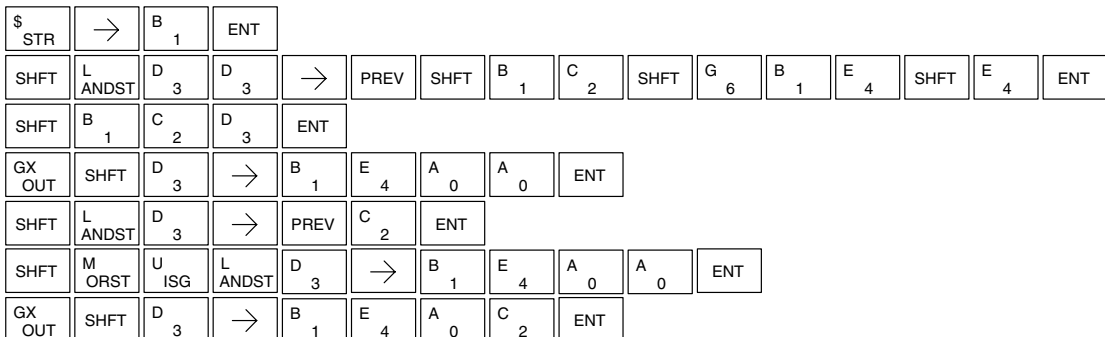 $ STR → B 1 ENT
SHFT L ANDST D 3 D 3 → PREV SHFT B 1 C 2 SHFT G 6 B 1 E 4 SHFT E 4 ENT
SHFT B 1 C 2 D 3 ENT
GX OUT SHFT D 3 → B 1 E 4 A 0 A 0 ENT
SHFT L ANDST D 3 → PREV C 2 ENT
SHFT M ORST U ISG L ANDST D 3 → B 1 E 4 A 0 A 0 ENT
GX OUT SHFT D 3 → B 1 E 4 A 0 C 2 ENT